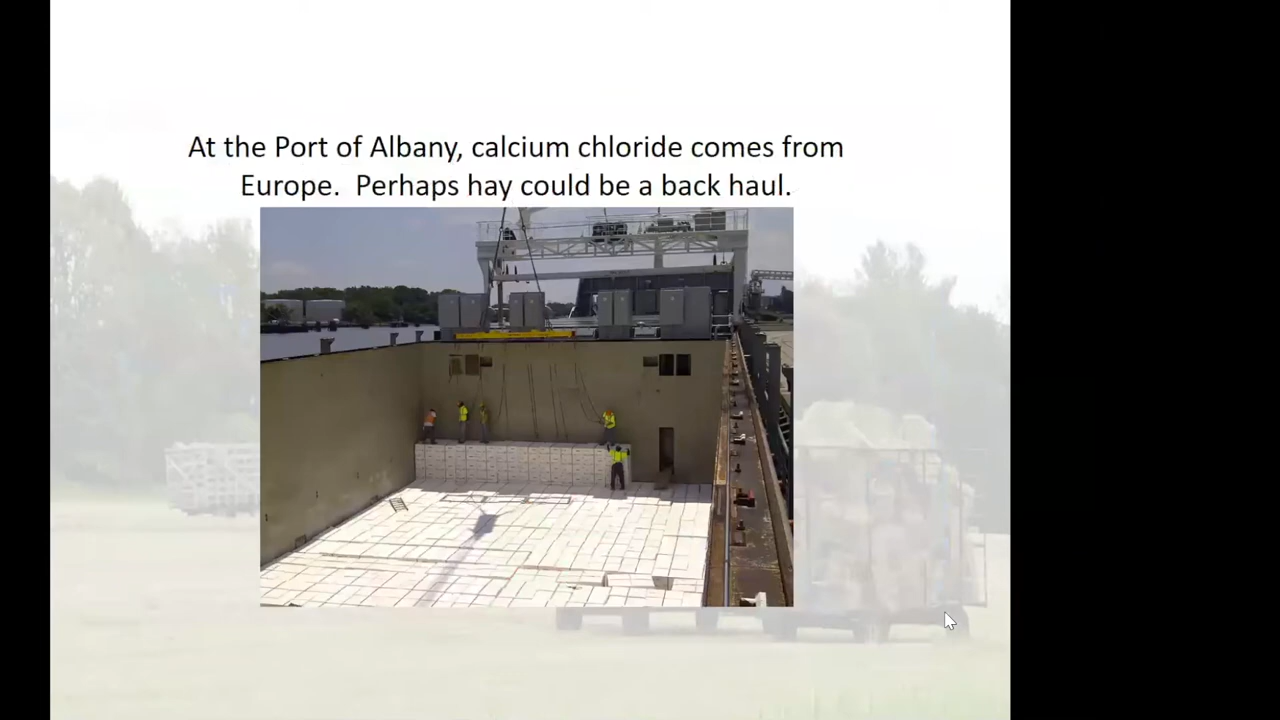 At the Port of Albany, calcium chloride comes from
Europe.  Perhaps hay could be a back haul.